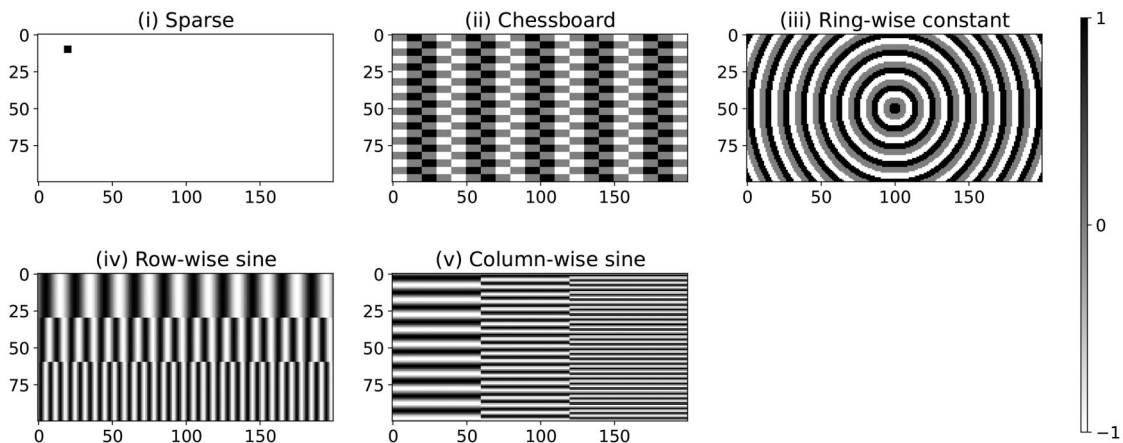 (i) Sparse
(ii) Chessboard
(iii) Ring-wise constant
0
25
50
75
0 50 100 150
0
25
50
75
0 50 100 150
0
25
50
75
0 50 100 150
1
0
−1
(iv) Row-wise sine
(v) Column-wise sine
0
25
50
75
0 50 100 150
0
25
50
75
0 50 100 150